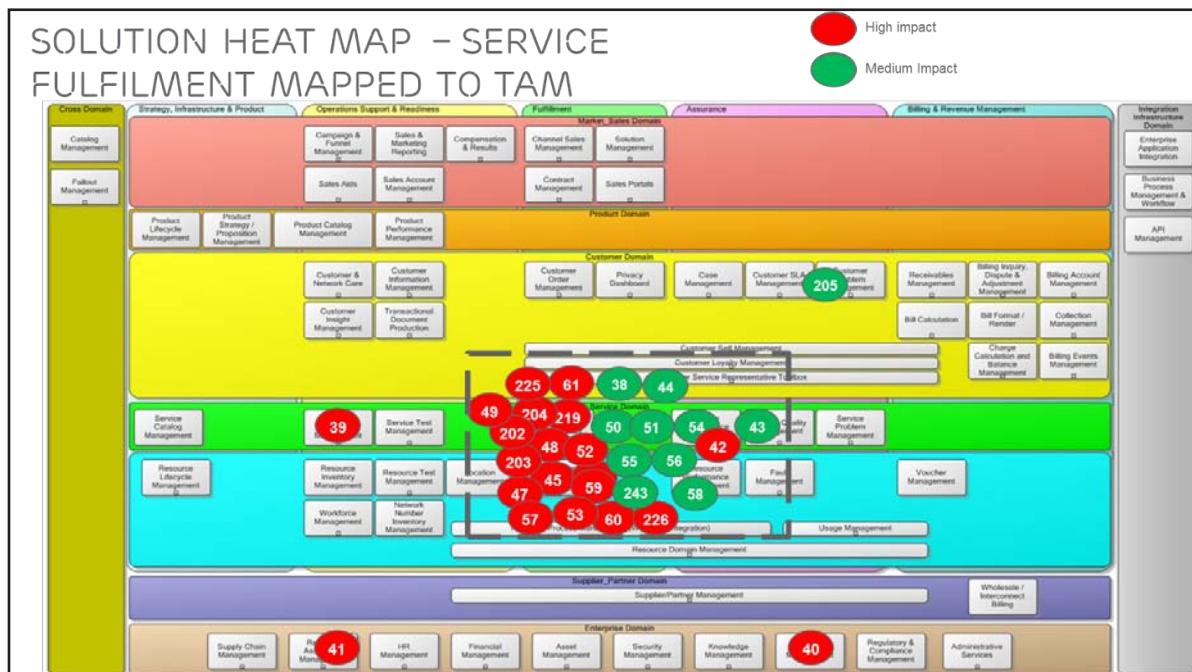 SOLUTION HEAT MAP – SERVICE
FULFILMENT MAPPED TO TAM
High impact
Medium Impact
Cross Domain
Strategy, Infrastructure & Product
Operations Support & Readiness
Fulfillment
Assurance
Billing & Revenue Management
Integration
Infrastructure
Domain
Market_Sales Domain
Catalog
Management
Fallout
Management
Campaign &
Funnel
Management
Sales &
Marketing
Reporting
Compensation
& Results
Channel Sales
Management
Solution
Management
Sales Aids
Sales Account
Management
Contract
Management
Sales Portals
Enterprise
Application
Integration
Business
Process
Management &
Workflow
API
Management
Product Domain
Product
Lifecycle
Management
Product
Strategy /
Proposition
Management
Product Catalog
Management
Product
Performance
Management
Customer Domain
Customer &
Network Care
Customer
Information
Management
Customer
Order
Management
Privacy
Dashboard
Case
Management
Customer SLA
Management
205
Receivables
Management
Billing Inquiry,
Dispute &
Adjustment
Management
Billing Account
Management
Customer
Insight
Management
Transactional
Document
Production
Bill Calculation
Bill Format /
Render
Collection
Management
Customer Self Management
Customer Loyalty Management
Service Representative Toolbox
Charge
Calculation and
Balance
Management
Billing Events
Management
225
61
38
44
Service Domain
Service
Catalog
Management
39
Service Test
Management
49
204
219
202
50
51
54
43
Service
Problem
Management
48
52
42
203
55
56
Resource
Lifecycle
Management
Resource
Inventory
Management
Resource Test
Management
Location
Management
45
59
47
243
58
Fault
Management
Voucher
Management
Workforce
Management
Network
Number
Inventory
Management
57
53
60
226
Integration)
Usage Management
Resource Domain Management
Supplier_Partner Domain
Supplier/Partner Management
Wholesale /
Interconnect
Billing
Enterprise Domain
Supply Chain
Management
41
HR
Management
Financial
Management
Asset
Management
Security
Management
Knowledge
Management
40
Regulatory &
Compliance
Management
Administrative
Services